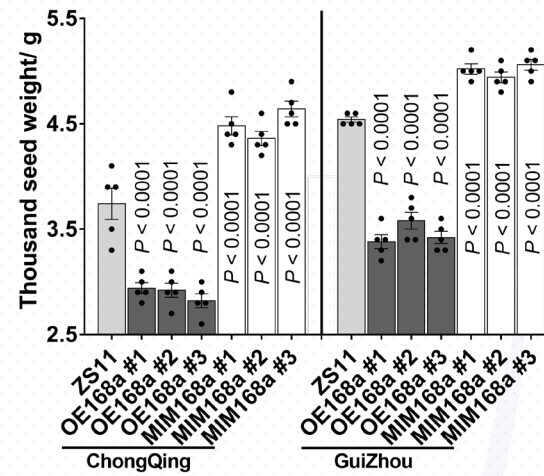 Thousand seed weight/ g
5.5
4.5
3.5
2.5
P < 0.0001
P < 0.0001
P < 0.0001
P < 0.0001
P < 0.0001
P < 0.0001
P < 0.0001
P < 0.0001
P < 0.0001
P < 0.0001
P < 0.0001
P < 0.0001
ZS11
OE168a #1
OE168a #2
OE168a #3
MIM168a #1
MIM168a #2
MIM168a #3
ZS11
OE168a #1
OE168a #2
OE168a #3
MIM168a #1
MIM168a #2
MIM168a #3
ChongQing
GuiZhou